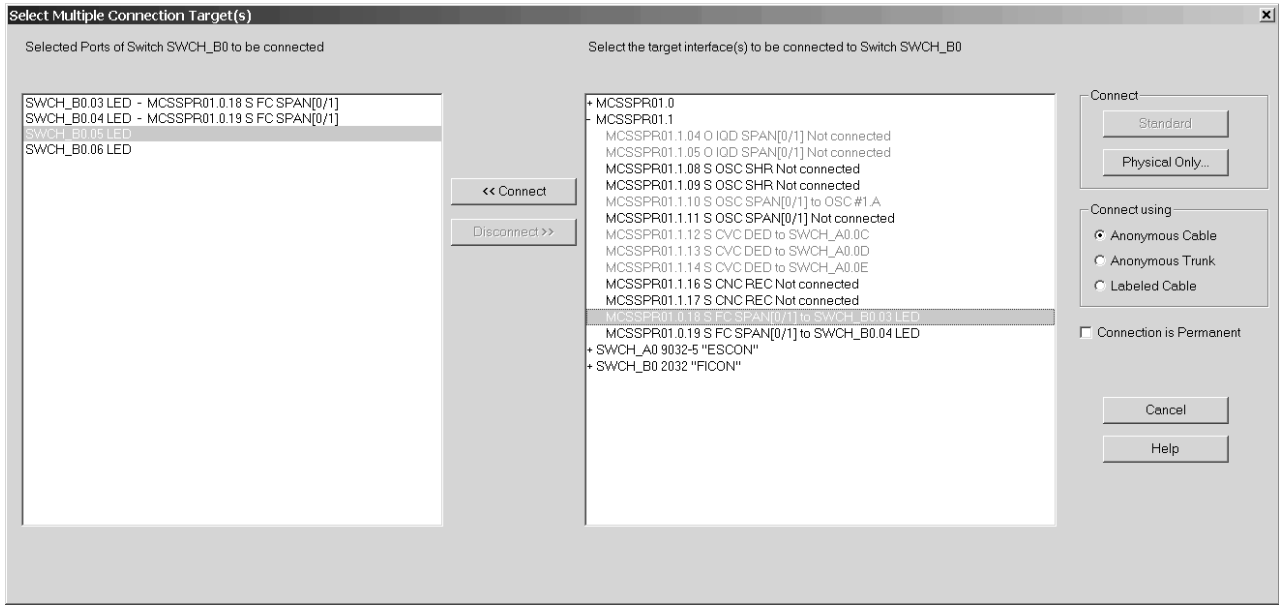 Select Multiple Connection Target(s)
Selected Ports of Switch SWCH_B0 to be connected
SWCH_B0.03 LED - MCSSPR01.0.18 S FC SPAN[0/1]
SWCH_B0.04 LED - MCSSPR01.0.19 S FC SPAN[0/1]
SWCH_B0.05 LED
SWCH_B0.06 LED
<< Connect
Disconnect >>
Select the target interface(s) to be connected to Switch SWCH_B0
+ MCSSPR01.0
- MCSSPR01.1
MCSSPR01.1.04 O IQD SPAN[0/1] Not connected
MCSSPR01.1.05 O IQD SPAN[0/1] Not connected
MCSSPR01.1.08 S OSC SHR Not connected
MCSSPR01.1.09 S OSC SHR Not connected
MCSSPR01.1.10 S OSC SPAN[0/1] to OSC #1.A
MCSSPR01.1.11 S OSC SPAN[0/1] Not connected
MCSSPR01.1.12 S CVC DED to SWCH_A0.0C
MCSSPR01.1.13 S CVC DED to SWCH_A0.0D
MCSSPR01.1.14 S CVC DED to SWCH_A0.0E
MCSSPR01.1.16 S CNC REC Not connected
MCSSPR01.1.17 S CNC REC Not connected
MCSSPR01.0.18 S FC SPAN[0/1] to SWCH_B0.03 LED
MCSSPR01.0.19 S FC SPAN[0/1] to SWCH_B0.04 LED
+ SWCH_A0 9032-5 "ESCON"
+ SWCH_B0 2032 "FICON"
Connect
Standard
Physical Only...
Connect using
Anonymous Cable
Anonymous Trunk
Labeled Cable
Connection is Permanent
Cancel
Help